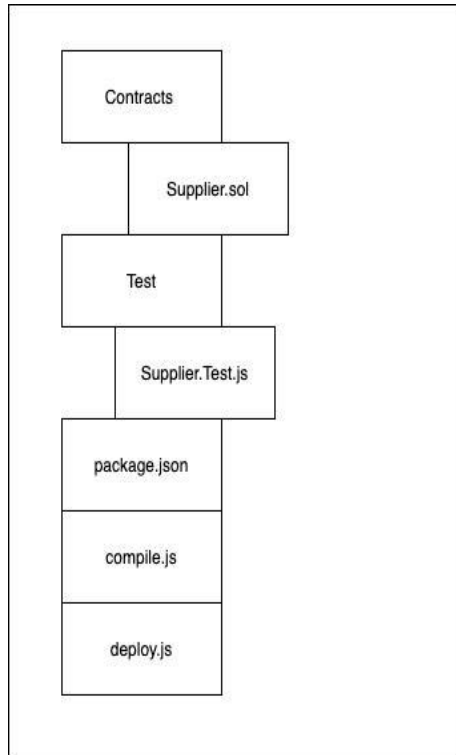 Contracts
Supplier.sol
Test
Supplier.Test.js
package.json
compile.js
deploy.js